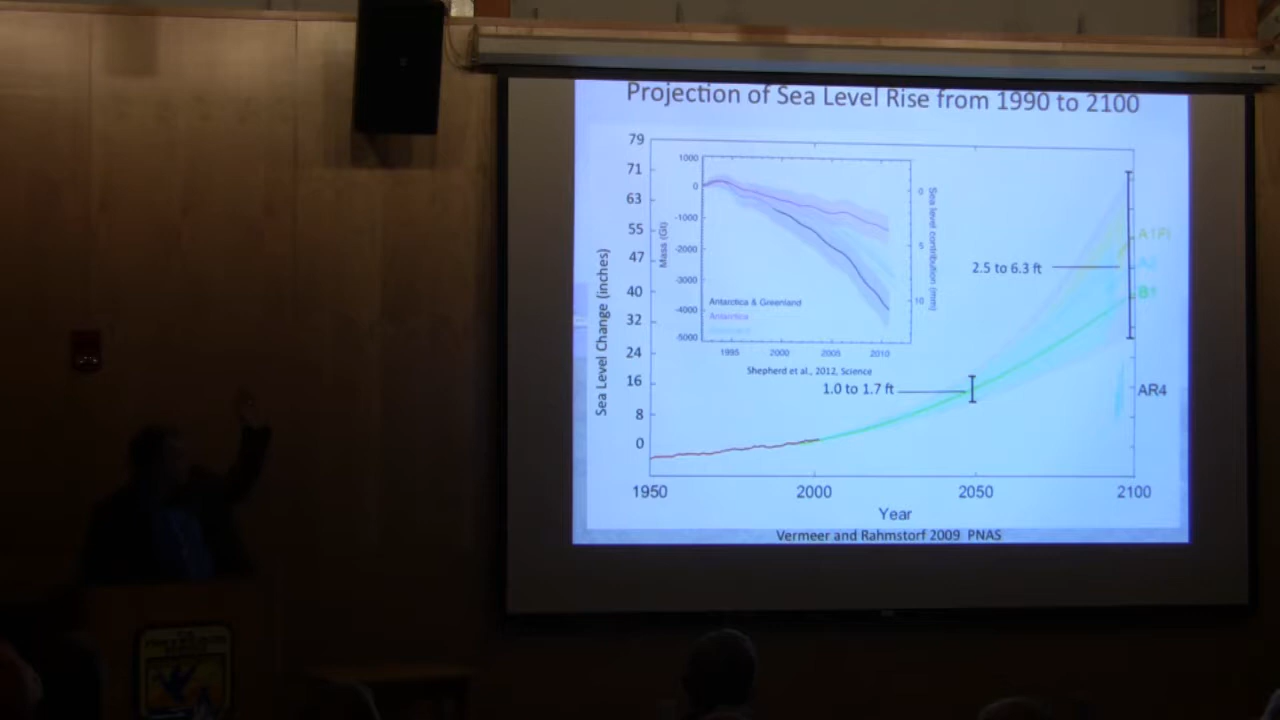 Projection of Sea Level Rise from 1990 to 2100
79
71
63
55
47
40
32
24
16
8
0
Sea Level Change (inches)
1950
2000
2050
2100
Year
1000
0
-1000
-2000
-3000
-4000
-5000
Mass (Gt)
0
5
10
Sea level contribution (mm)
Antarctica & Greenland
Antarctica
1995
2000
2005
2010
Shepherd et al., 2012, Science
1.0 to 1.7 ft
2.5 to 6.3 ft
A1FI
A2
B1
AR4
Vermeer and Rahmstorf 2009 PNAS